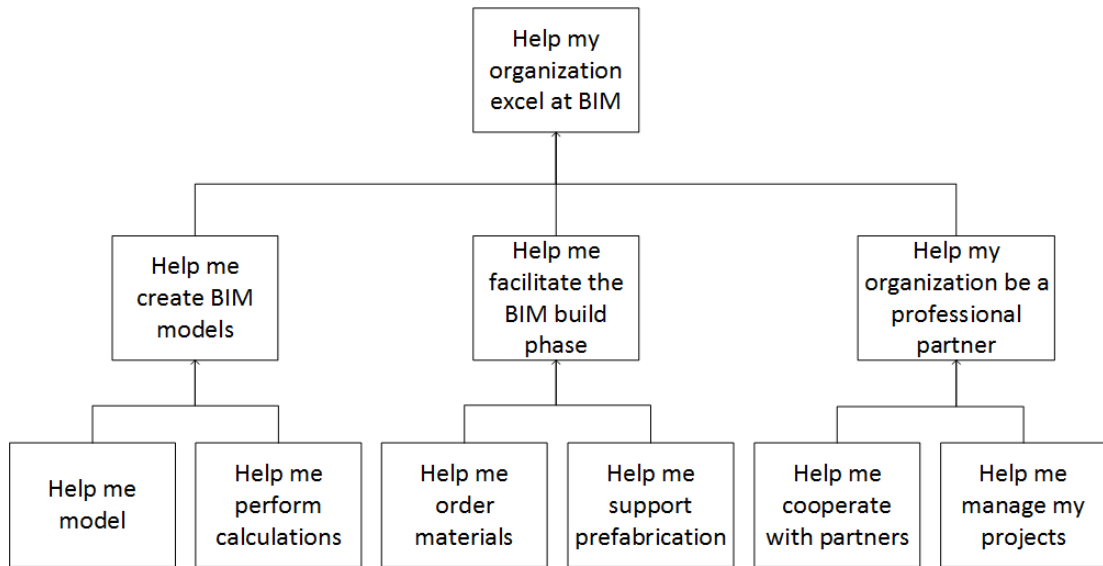 Help my
organization
excel at BIM
Help me
create BIM
models
Help me
facilitate the
BIM build
phase
Help my
organization be a
professional
partner
Help me
model
Help me
perform
calculations
Help me
order
materials
Help me
support
prefabrication
Help me
cooperate
with partners
Help me
manage my
projects